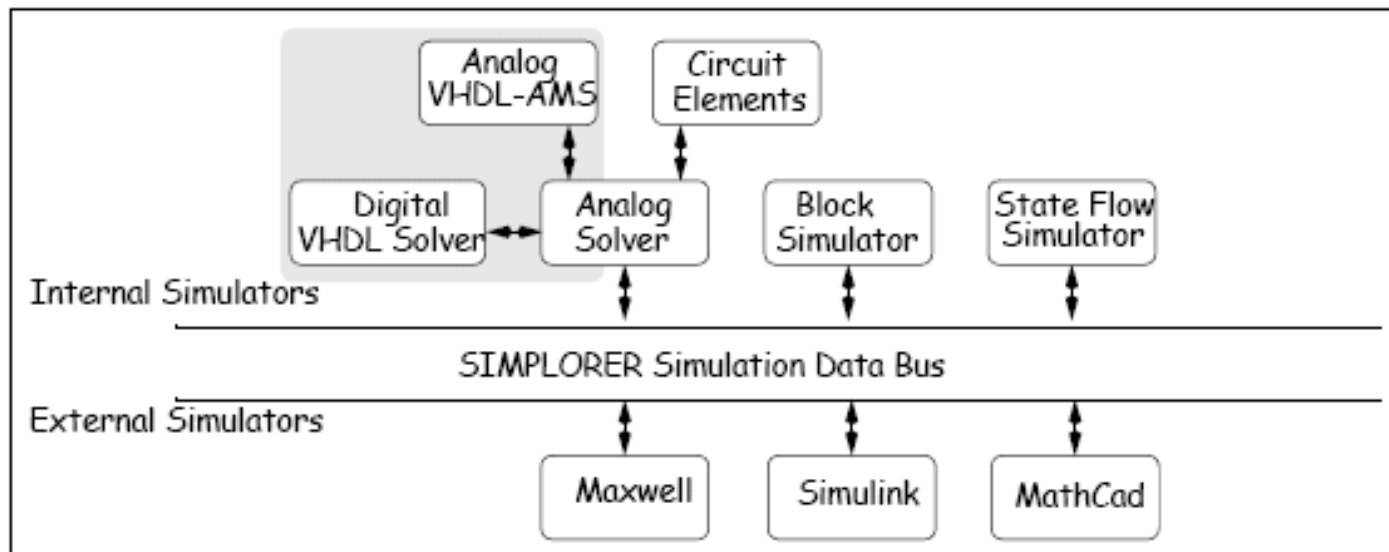 Analog
VHDL-AMS
Circuit
Elements
Digital
VHDL Solver
Analog
Solver
Block
Simulator
State Flow
Simulator
Internal Simulators
SIMPLORER Simulation Data Bus
External Simulators
Maxwell
Simulink
MathCad